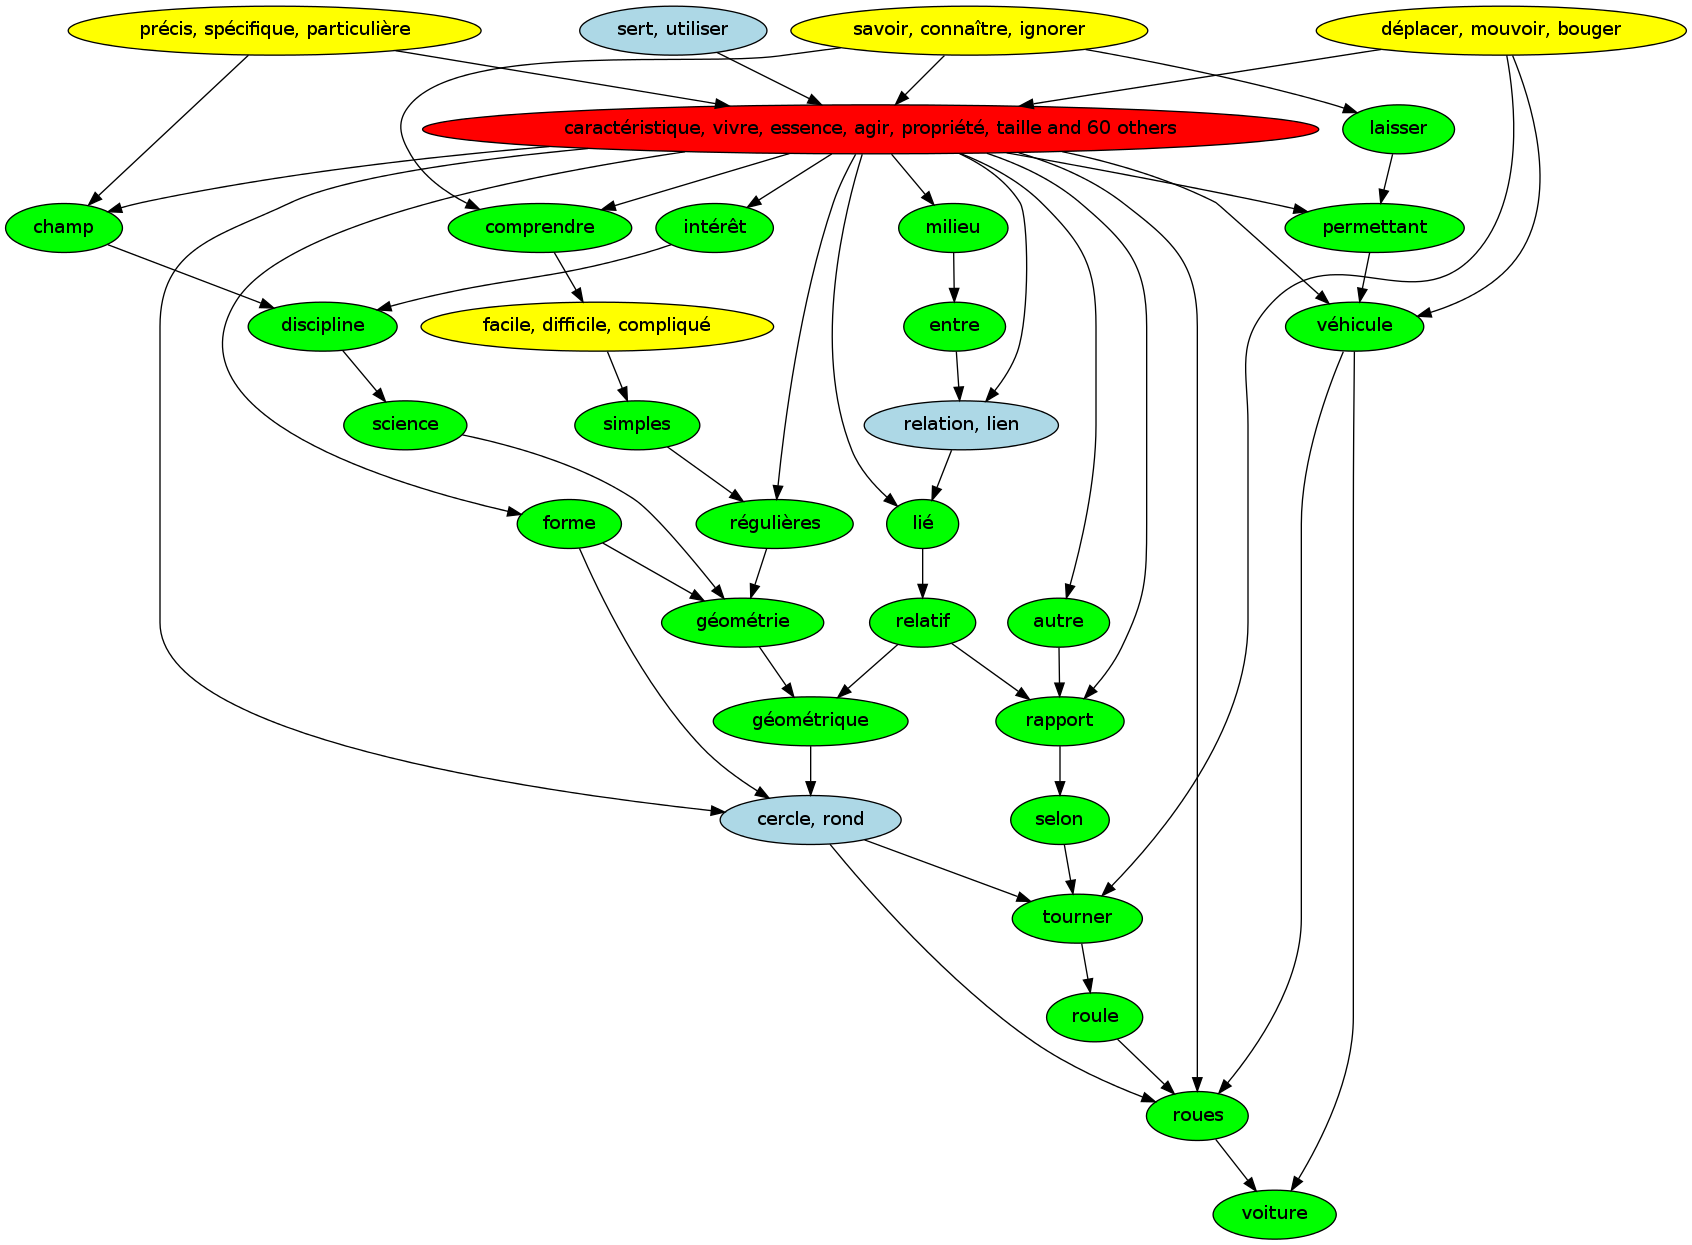 précis, spécifique, particulière
sert, utiliser
savoir, connaître, ignorer
déplacer, mouvoir, bouger
caractéristique, vivre, essence, agir, propriété, taille and 60 others
laisser
champ
comprendre
intérêt
milieu
permettant
discipline
facile, difficile, compliqué
entre
véhicule
science
simples
relation, lien
forme
régulières
lié
géométrie
relatif
autre
géométrique
rapport
cercle, rond
selon
tourner
roule
roues
voiture